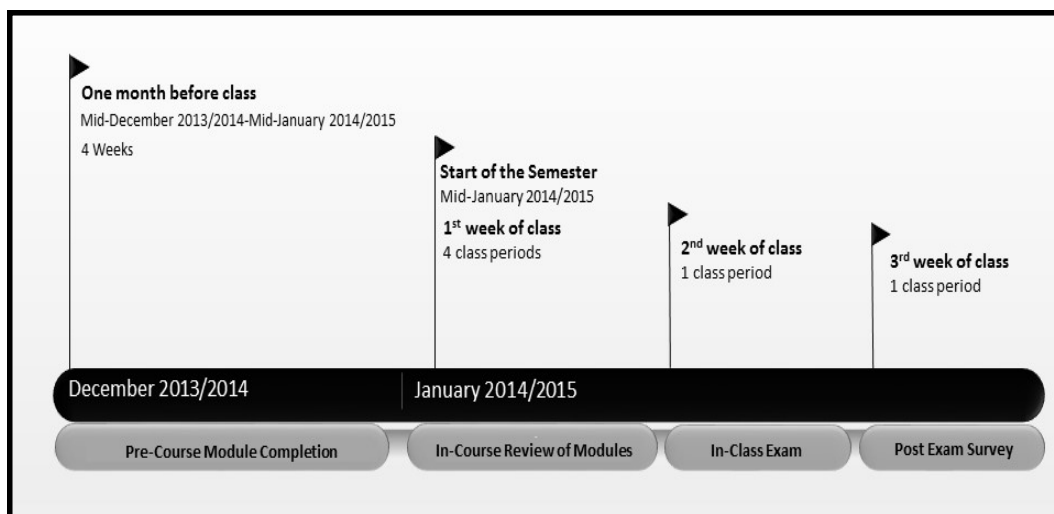 One month before class
Mid-December 2013/2014-Mid-January 2014/2015
4 Weeks
Start of the Semester
Mid-January 2014/2015
1st week of class
4 class periods
2nd week of class
1 class period
3rd week of class
1 class period
December 2013/2014
January 2014/2015
Pre-Course Module Completion
In-Course Review of Modules
In-Class Exam
Post Exam Survey